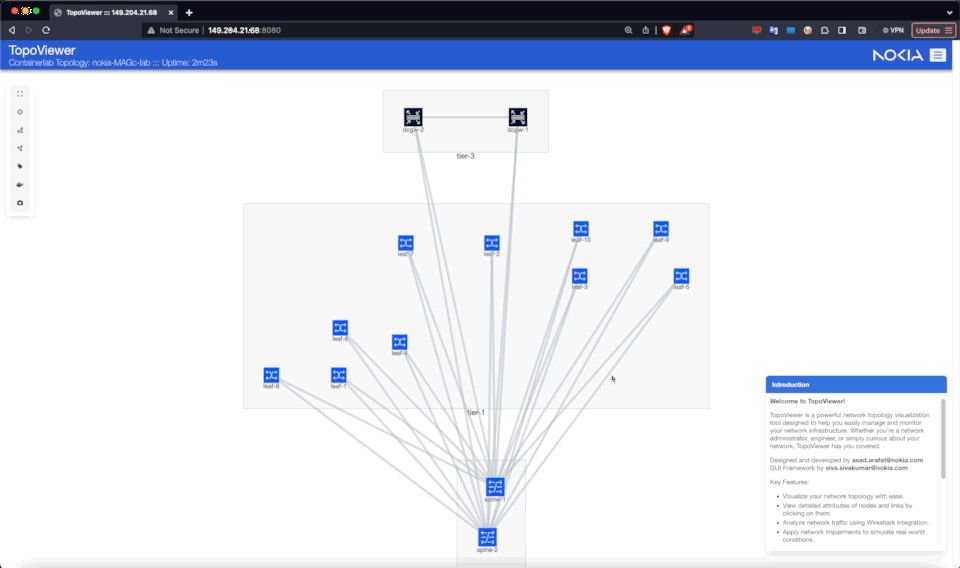 TopoViewer ::: 149.204.21.68
Not Secure
149.204.21.68:8080
VPN
Update
TopoViewer
Containerlab Topology: nokia-MAGc-lab ::: Uptime: 2m23s
NOKIA
dcgw-2
dcgw-1
tier-3
leaf-7
leaf-2
leaf-10
leaf-9
leaf-3
leaf-5
leaf-6
leaf-4
leaf-8
leaf-1
tier-1
spine-1
spine-2
Introduction
Welcome to TopoViewer!
TopoViewer is a powerful network topology visualization
tool designed to help you easily manage and monitor
your network infrastructure. Whether you're a network
administrator, engineer, or simply curious about your
network, TopoViewer has you covered.
Designed and developed by asad.arafat@nokia.com
GUI Framework by siva.sivakumar@nokia.com
Key Features:
• Visualize your network topology with ease.
• View detailed attributes of nodes and links by
clicking on them.
• Analyze network traffic using Wireshark integration.
• Apply network impairments to simulate real-world
conditions.